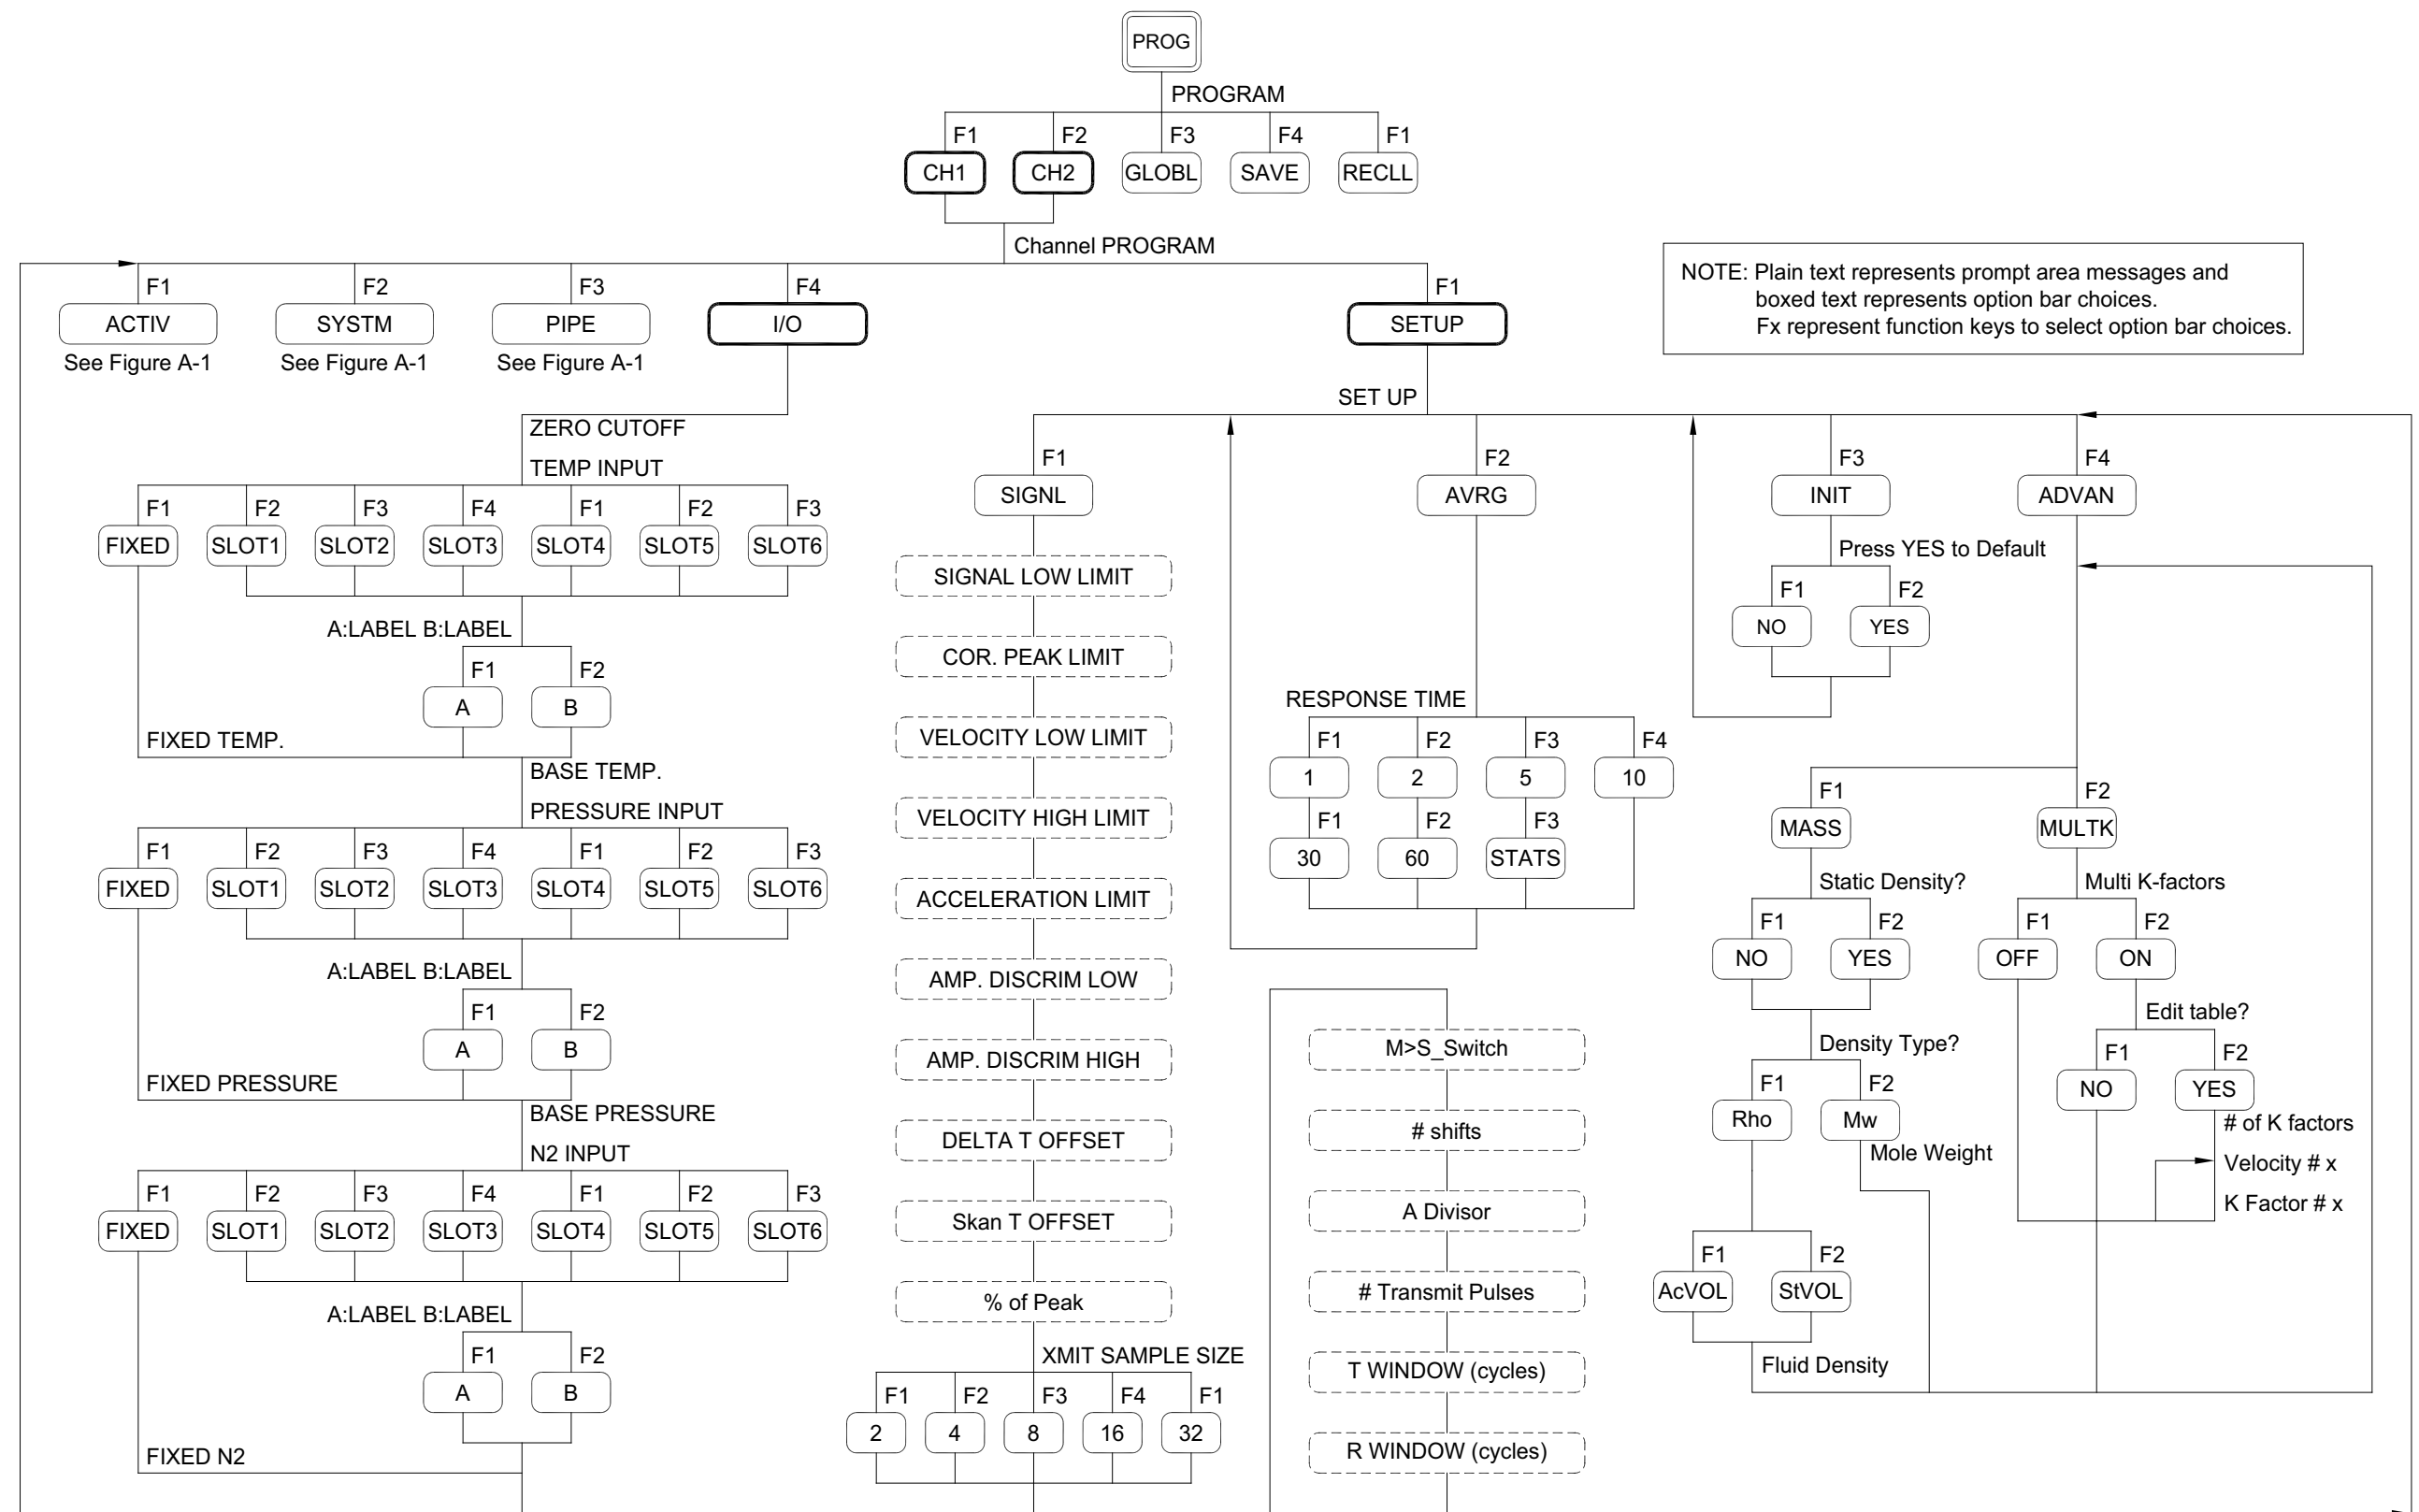 PROG
PROGRAM
F1 F2 F3 F4 F1
CH1 CH2 GLOBL SAVE RECLL
Channel PROGRAM
F1 F2 F3 F4 F1
ACTIV SYSTM PIPE I/O SETUP
See Figure A-1 See Figure A-1 See Figure A-1
NOTE: Plain text represents prompt area messages and
boxed text represents option bar choices.
Fx represent function keys to select option bar choices.
ZERO CUTOFF
TEMP INPUT
F1 F2 F3 F4 F1 F2 F3
FIXED SLOT1 SLOT2 SLOT3 SLOT4 SLOT5 SLOT6
A:LABEL B:LABEL
F1 F2
A B
FIXED TEMP.
BASE TEMP.
PRESSURE INPUT
F1 F2 F3 F4 F1 F2 F3
FIXED SLOT1 SLOT2 SLOT3 SLOT4 SLOT5 SLOT6
A:LABEL B:LABEL
F1 F2
A B
FIXED PRESSURE
BASE PRESSURE
N2 INPUT
F1 F2 F3 F4 F1 F2 F3
FIXED SLOT1 SLOT2 SLOT3 SLOT4 SLOT5 SLOT6
A:LABEL B:LABEL
F1 F2
A B
FIXED N2
SET UP
F1 F2 F3 F4
SIGNL AVRG INIT ADVAN
SIGNAL LOW LIMIT
COR. PEAK LIMIT
VELOCITY LOW LIMIT
VELOCITY HIGH LIMIT
ACCELERATION LIMIT
AMP. DISCRIM LOW
AMP. DISCRIM HIGH
DELTA T OFFSET
Skan T OFFSET
% of Peak
XMIT SAMPLE SIZE
F1 F2 F3 F4 F1
2 4 8 16 32
RESPONSE TIME
F1 F2 F3 F4
1 2 5 10
F1 F2 F3
30 60 STATS
M>S_Switch
# shifts
A Divisor
# Transmit Pulses
T WINDOW (cycles)
R WINDOW (cycles)
Press YES to Default
F1 F2
NO YES
F1 F2
MASS MULTK
Static Density?
F1 F2
NO YES
Density Type?
F1 F2
Rho Mw
Mole Weight
F1 F2
AcVOL StVOL
Fluid Density
Multi K-factors
F1 F2
OFF ON
Edit table?
F1 F2
NO YES
# of K factors
Velocity # x
K Factor # x